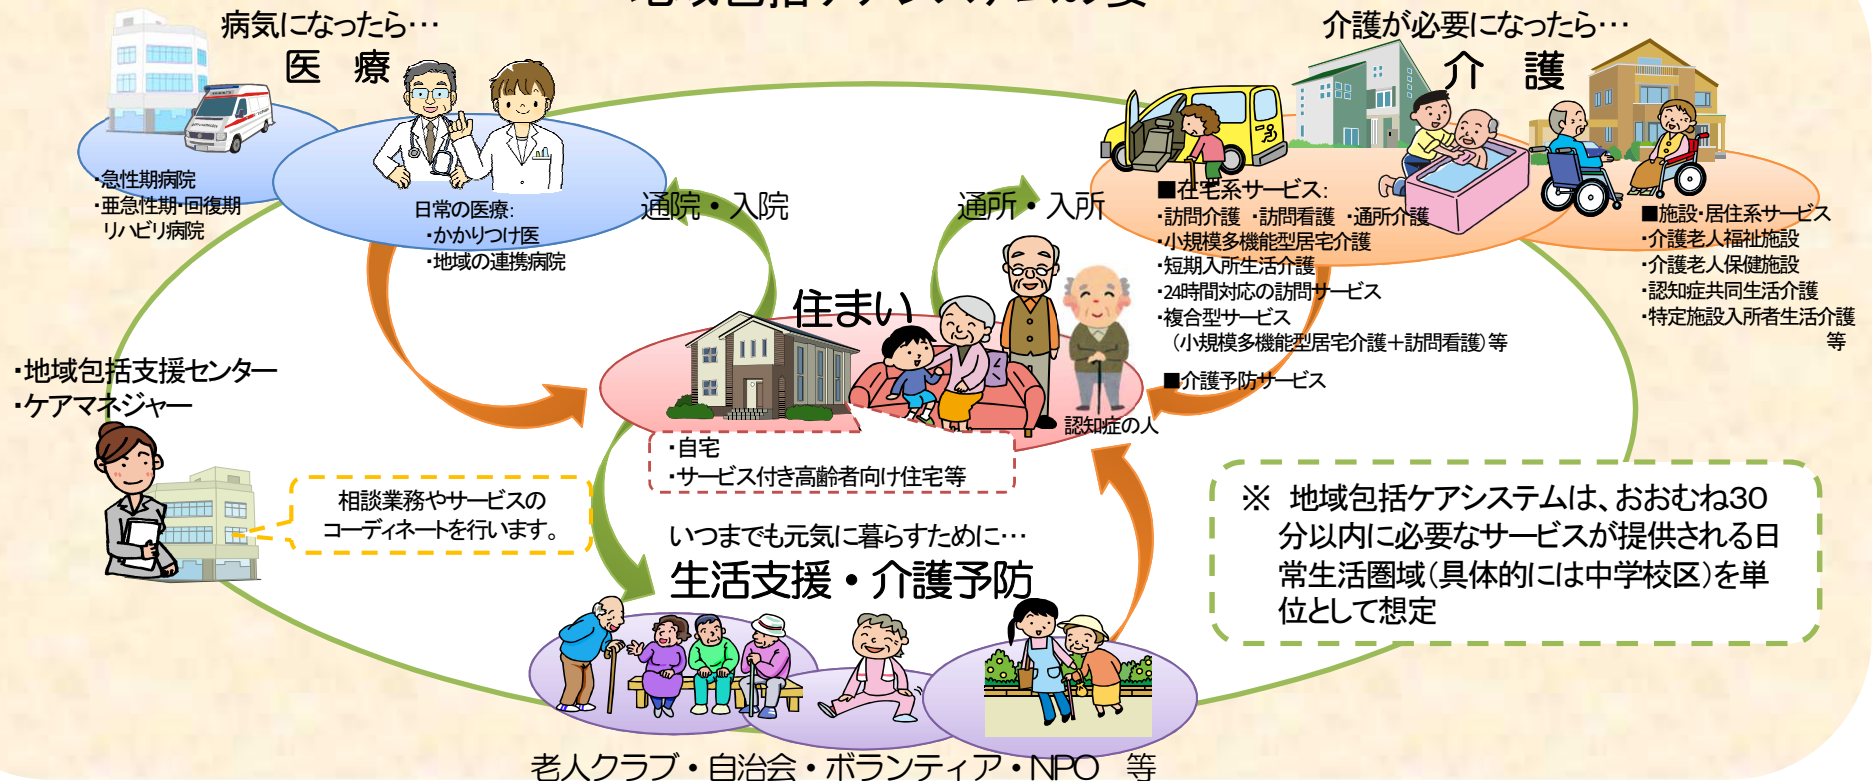 地域包括ケアシステムの姿
病気になったら…
医 療
・急性期病院
・亜急性期・回復期
リハビリ病院
日常の医療:
・かかりつけ医
・地域の連携病院
通院・入院
通所・入所
介護が必要になったら…
介 護
■在宅系サービス:
・訪問介護 ・訪問看護 ・通所介護
・小規模多機能型居宅介護
・短期入所生活介護
・24時間対応の訪問サービス
・複合型サービス
（小規模多機能型居宅介護＋訪問看護）等
■介護予防サービス
■施設・居住系サービス
・介護老人福祉施設
・介護老人保健施設
・認知症共同生活介護
・特定施設入所者生活介護
等
住まい
認知症の人
・自宅
・サービス付き高齢者向け住宅等
・地域包括支援センター
・ケアマネジャー
相談業務やサービスの
コーディネートを行います。
いつまでも元気に暮らすために…
生活支援・介護予防
老人クラブ・自治会・ボランティア・NPO 等
※ 地域包括ケアシステムは、おおむね30
分以内に必要なサービスが提供される日
常生活圏域（具体的には中学校区）を単
位として想定